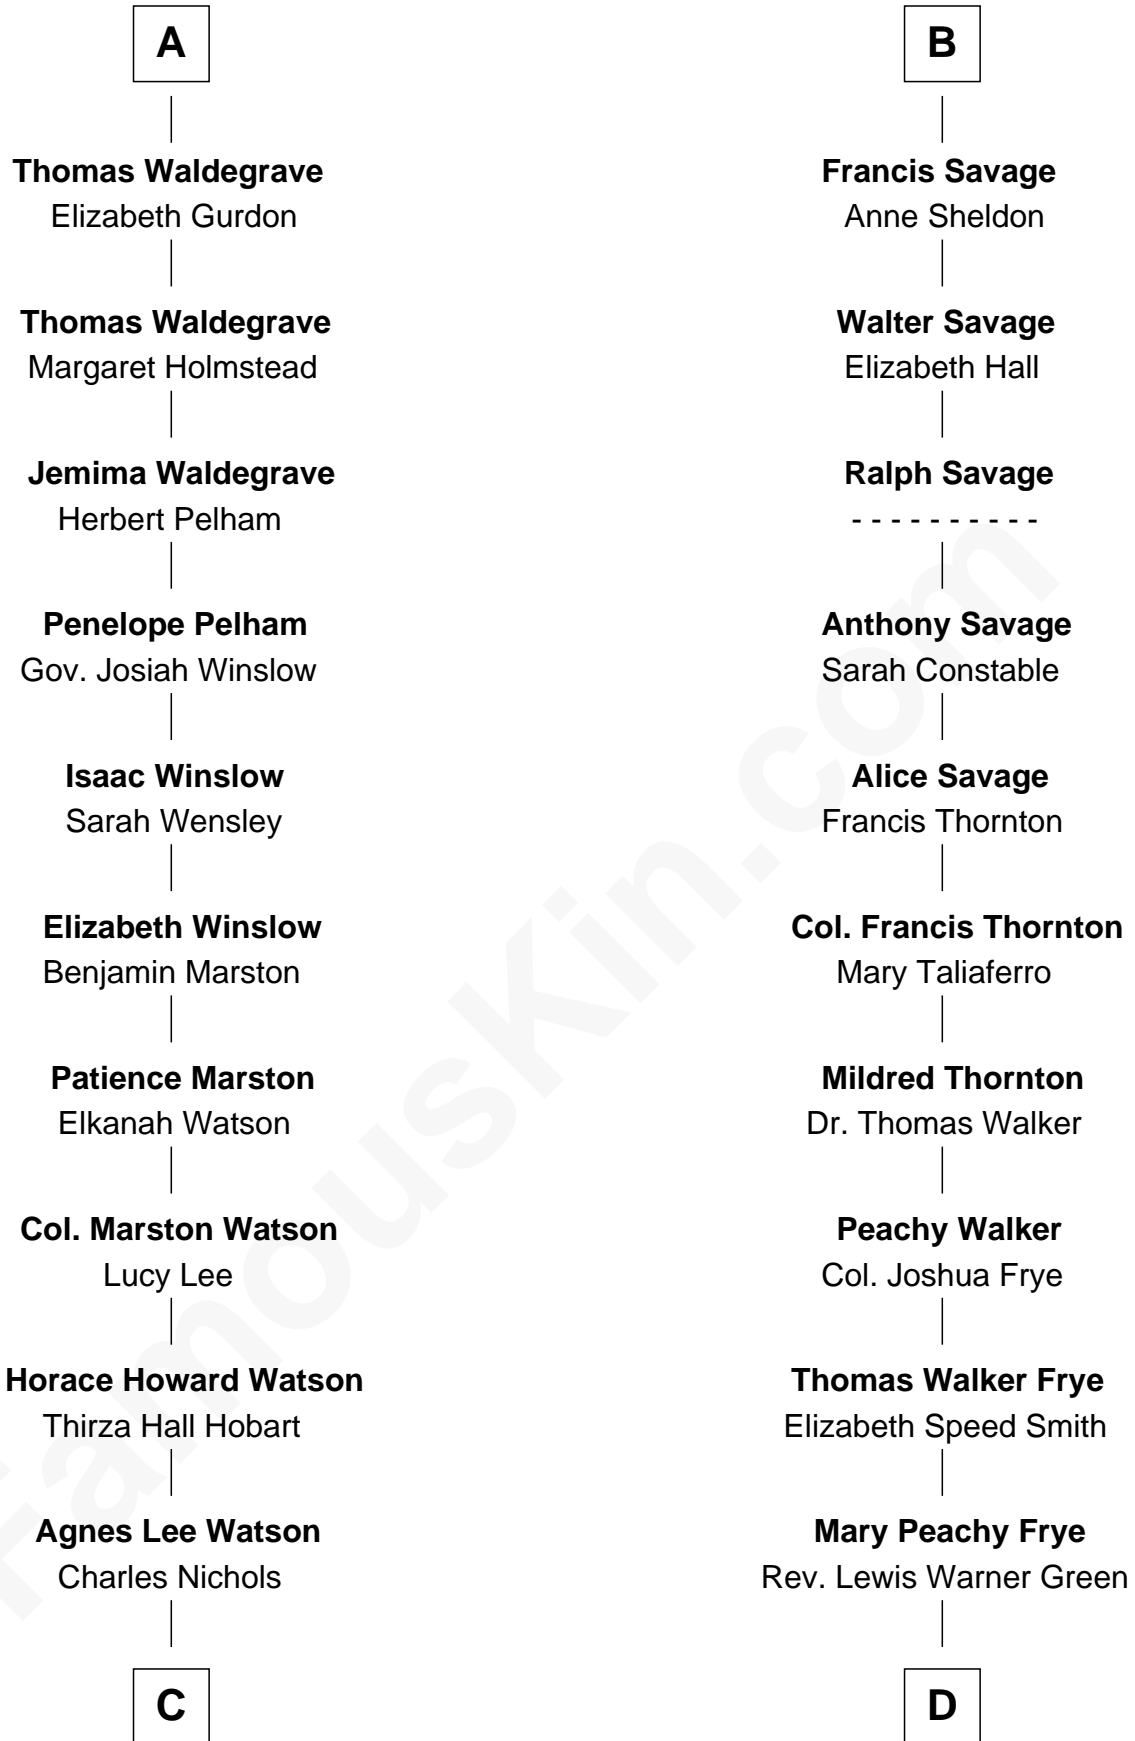 A
Thomas Waldegrave
Elizabeth Gurdon
Thomas Waldegrave
Margaret Holmstead
Jemima Waldegrave
Herbert Pelham
Penelope Pelham
Gov. Josiah Winslow
Isaac Winslow
Sarah Wensley
Elizabeth Winslow
Benjamin Marston
Patience Marston
Elkanah Watson
Col. Marston Watson
Lucy Lee
Horace Howard Watson
Thirza Hall Hobart
Agnes Lee Watson
Charles Nichols
C
B
Francis Savage
Anne Sheldon
Walter Savage
Elizabeth Hall
Ralph Savage
- - - - - - - - - -
Anthony Savage
Sarah Constable
Alice Savage
Francis Thornton
Col. Francis Thornton
Mary Taliaferro
Mildred Thornton
Dr. Thomas Walker
Peachy Walker
Col. Joshua Frye
Thomas Walker Frye
Elizabeth Speed Smith
Mary Peachy Frye
Rev. Lewis Warner Green
D
FamousKin.com